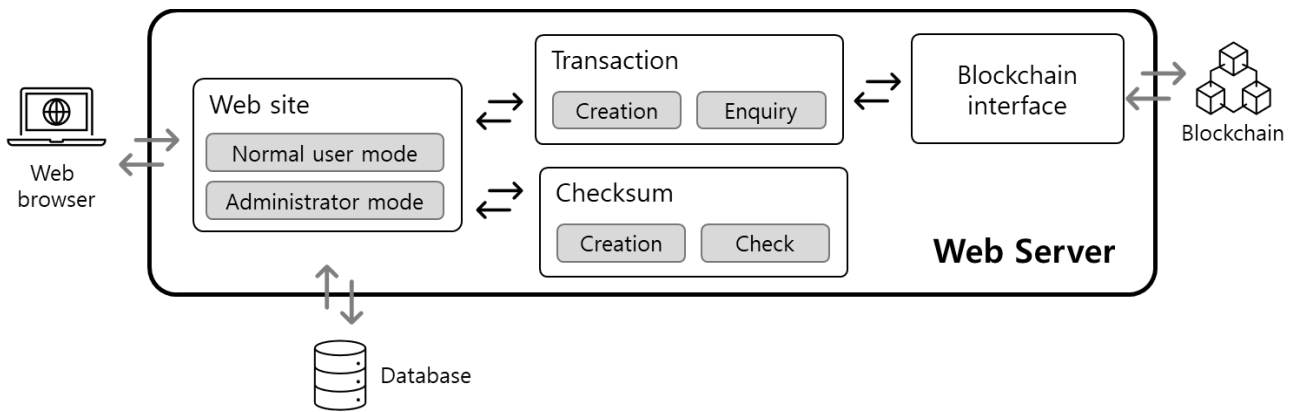 Web
browser
Web site
Normal user mode
Administrator mode
Transaction
Creation
Enquiry
Checksum
Creation
Check
Blockchain
interface
Web Server
Blockchain
Database